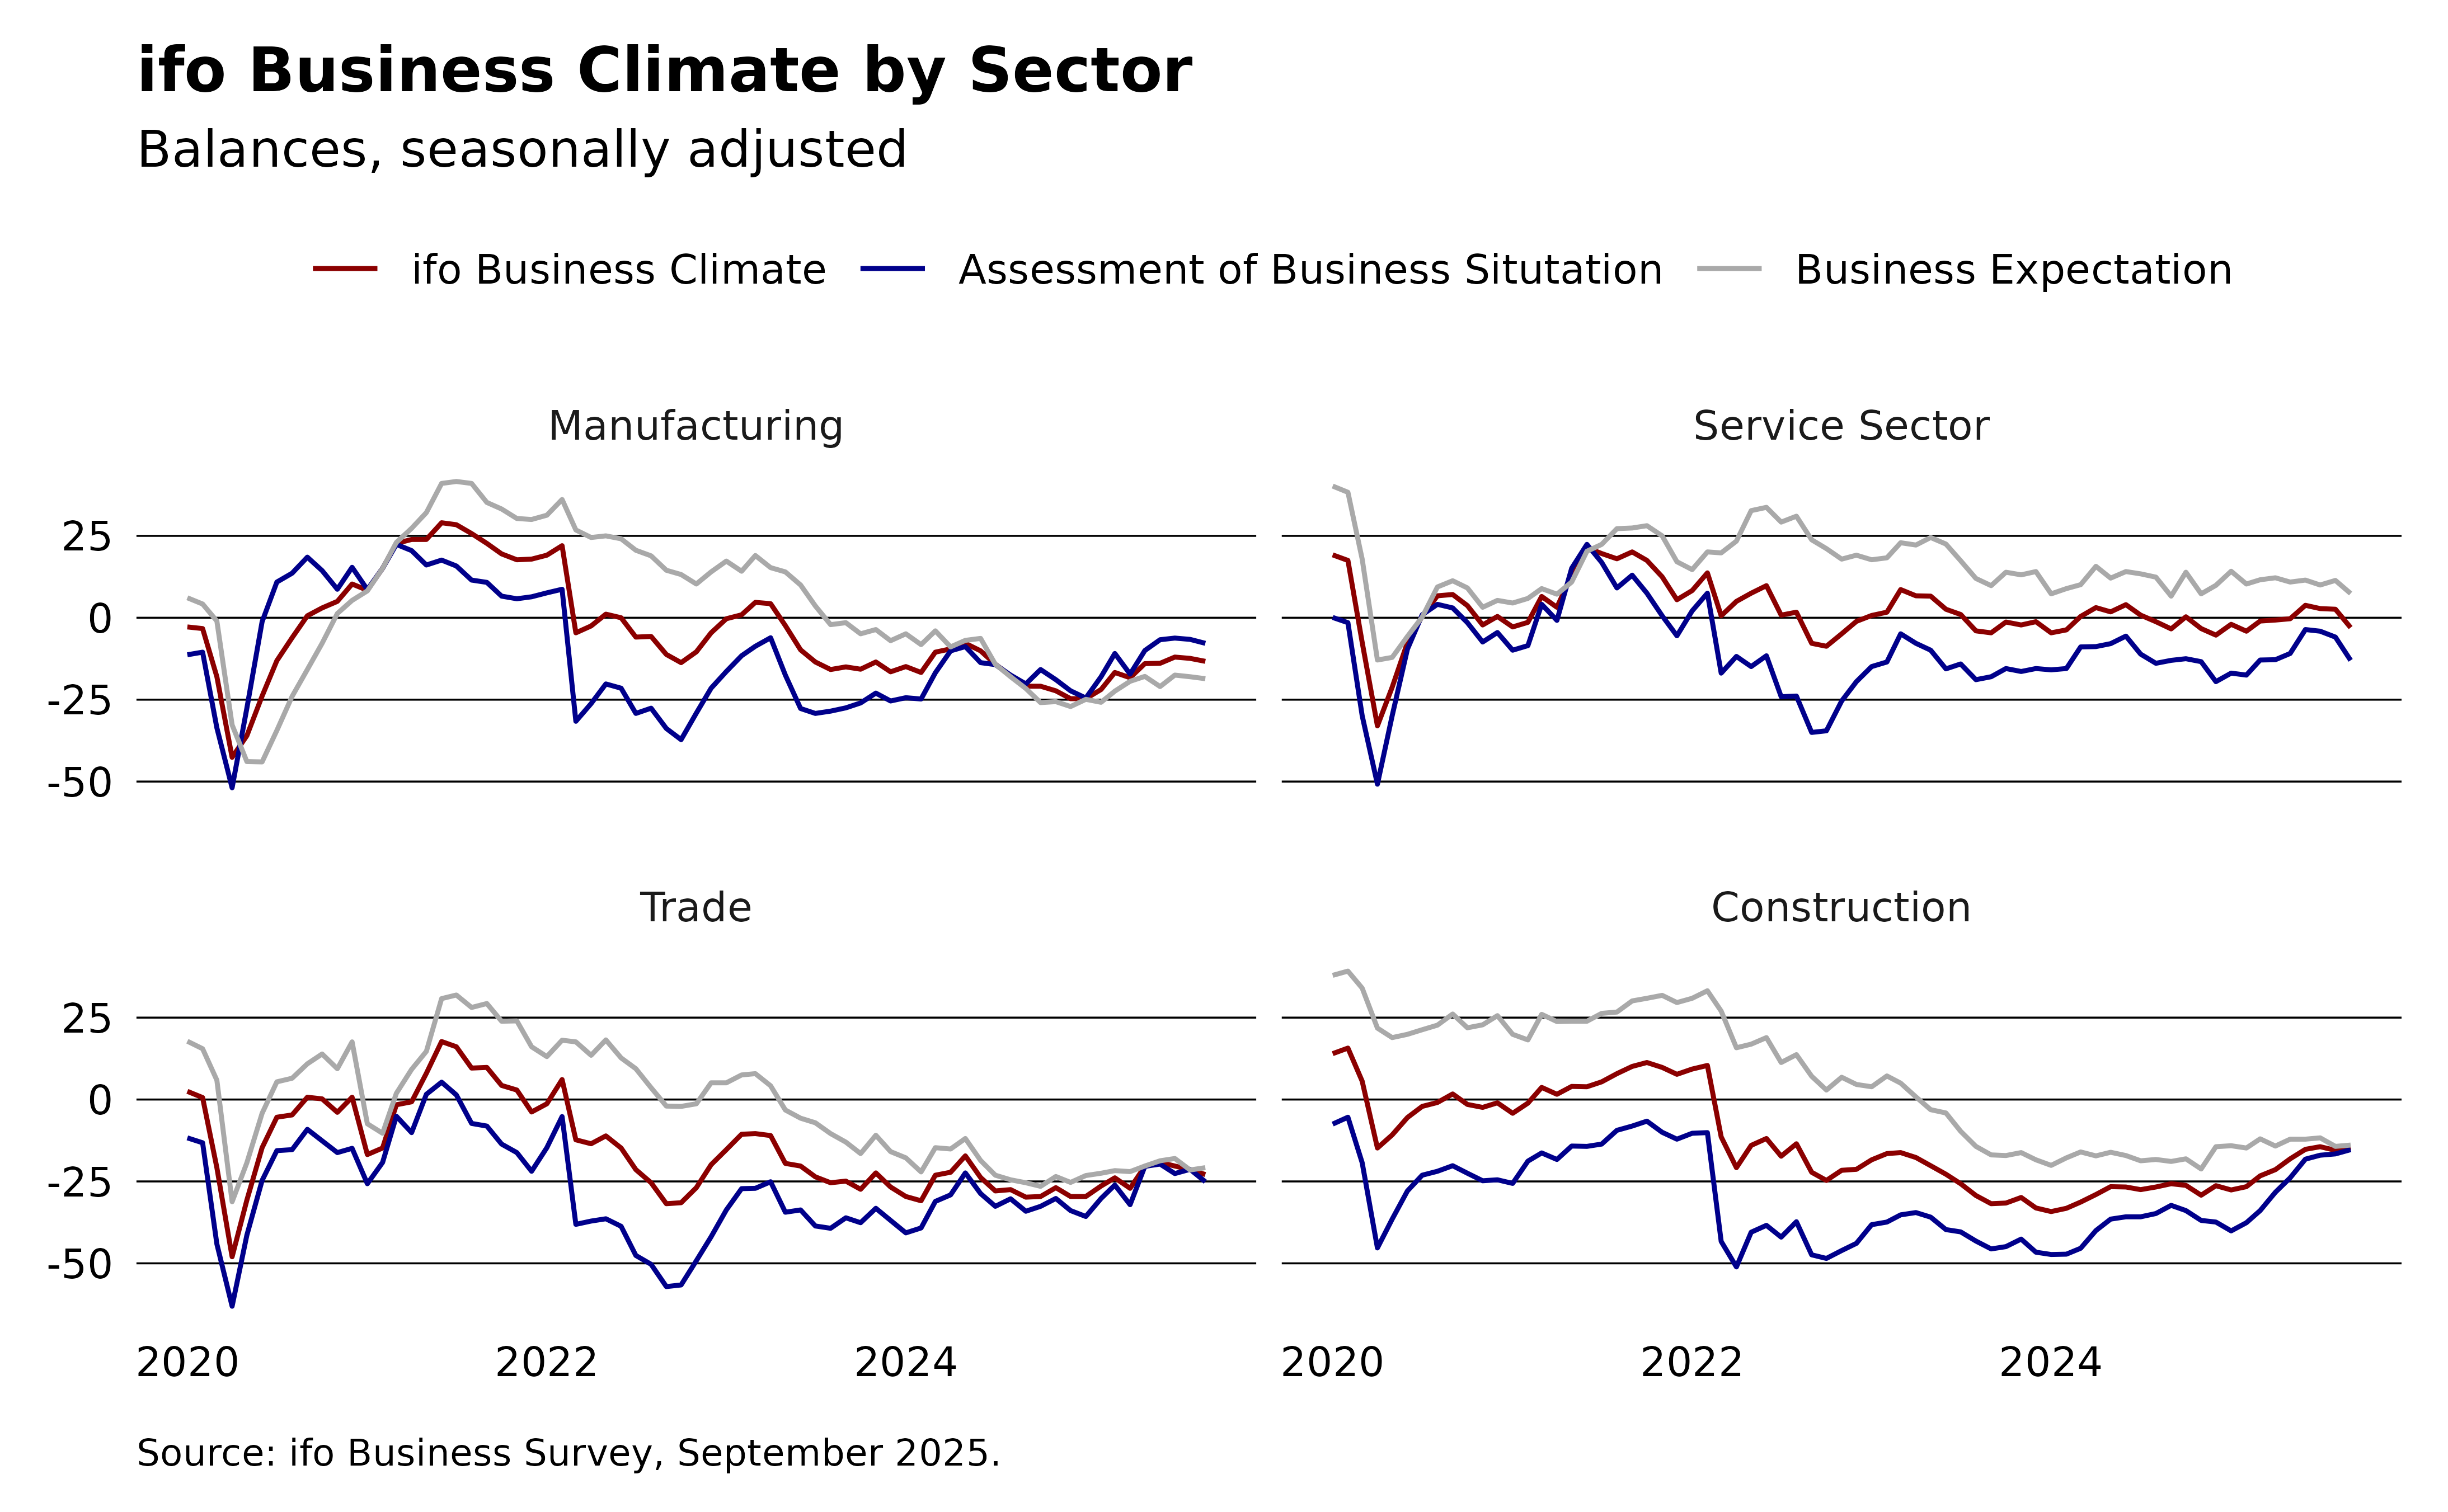 ifo Business Climate by Sector
Balances, seasonally adjusted
ifo Business Climate Assessment of Business Situtation Business Expectation
Manufacturing Service Sector
25
0
-25
-50
Trade Construction
25
0
-25
-50
2020 2022 2024 2020 2022 2024
Source: ifo Business Survey, September 2025.